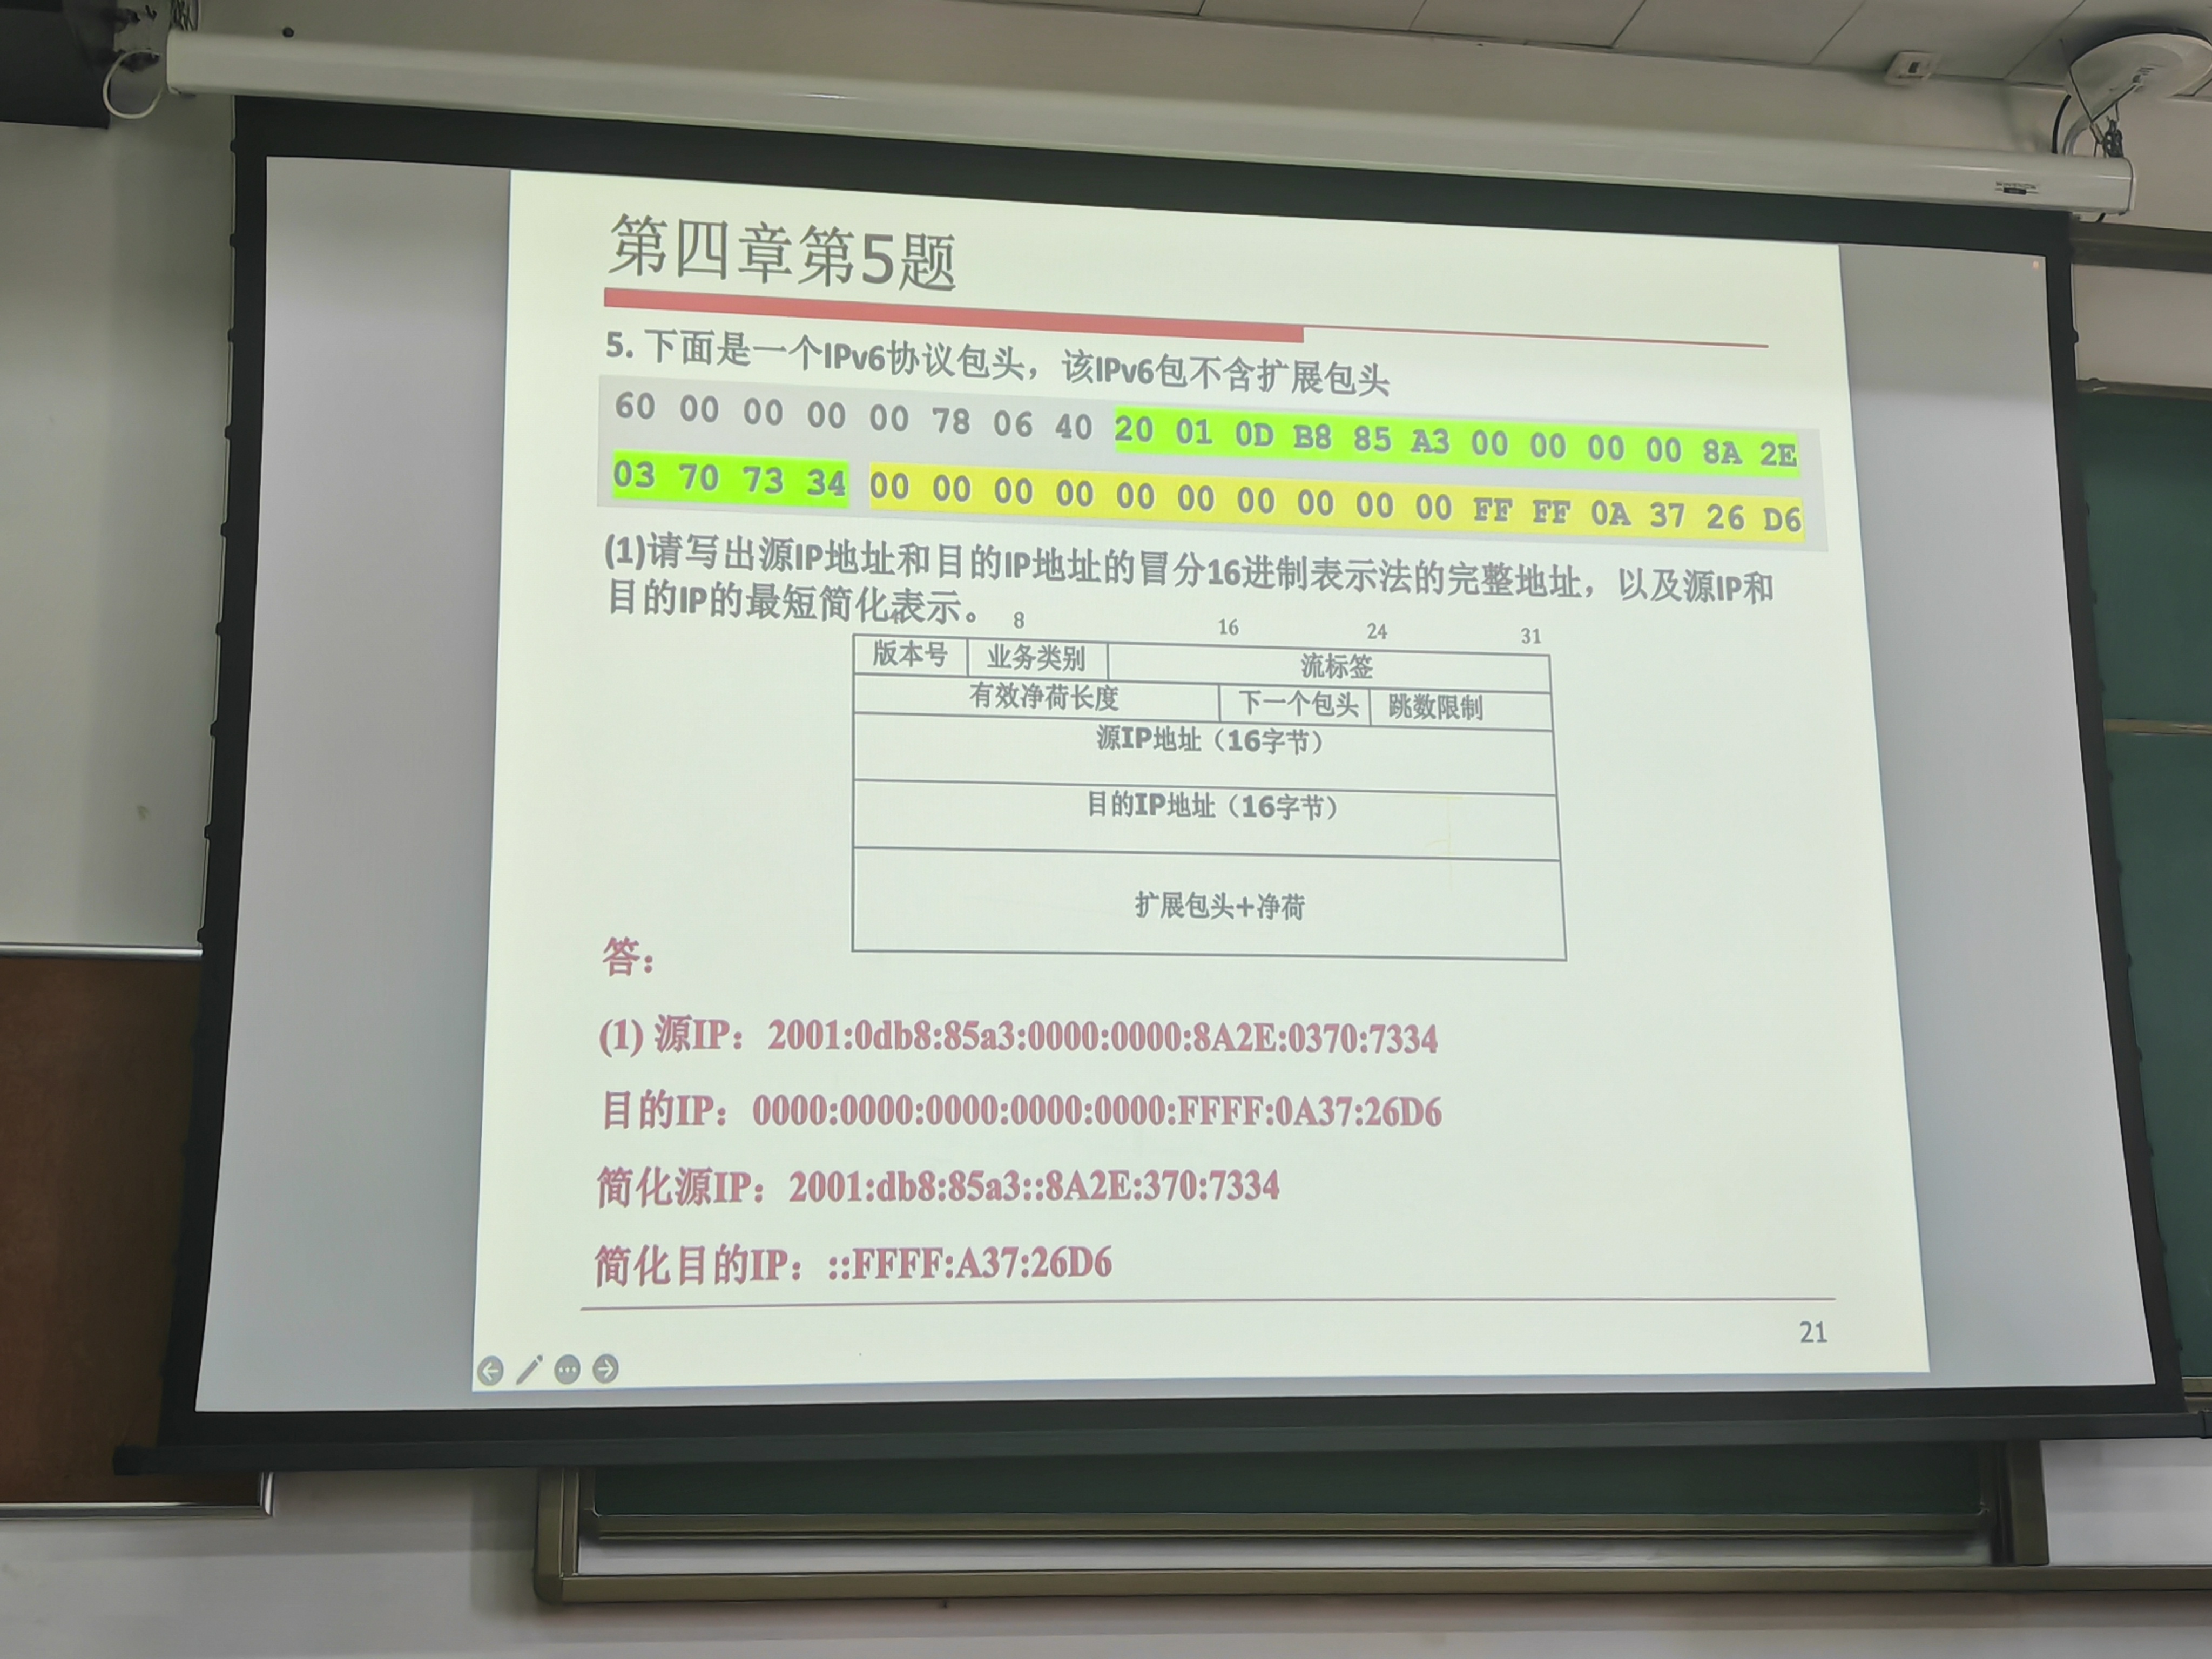 第四章第5题
5. 下面是一个IPv6协议包头，该IPv6包不含扩展包头
60 00 00 00 00 78 06 40 20 01 0D B8 85 A3 00 00 00 00 8A 2E
03 70 73 34 00 00 00 00 00 00 00 00 00 00 FF FF 0A 37 26 D6
(1)请写出源IP地址和目的IP地址的冒分16进制表示法的完整地址，以及源IP和
目的IP的最短简化表示。
8 16 24 31
版本号 业务类别 流标签
有效净荷长度 下一个包头 跳数限制
源IP地址（16字节）
目的IP地址（16字节）
扩展包头+净荷
答：
(1) 源IP：2001:0db8:85a3:0000:0000:8A2E:0370:7334
目的IP：0000:0000:0000:0000:0000:FFFF:0A37:26D6
简化源IP：2001:db8:85a3::8A2E:370:7334
简化目的IP：::FFFF:A37:26D6
21